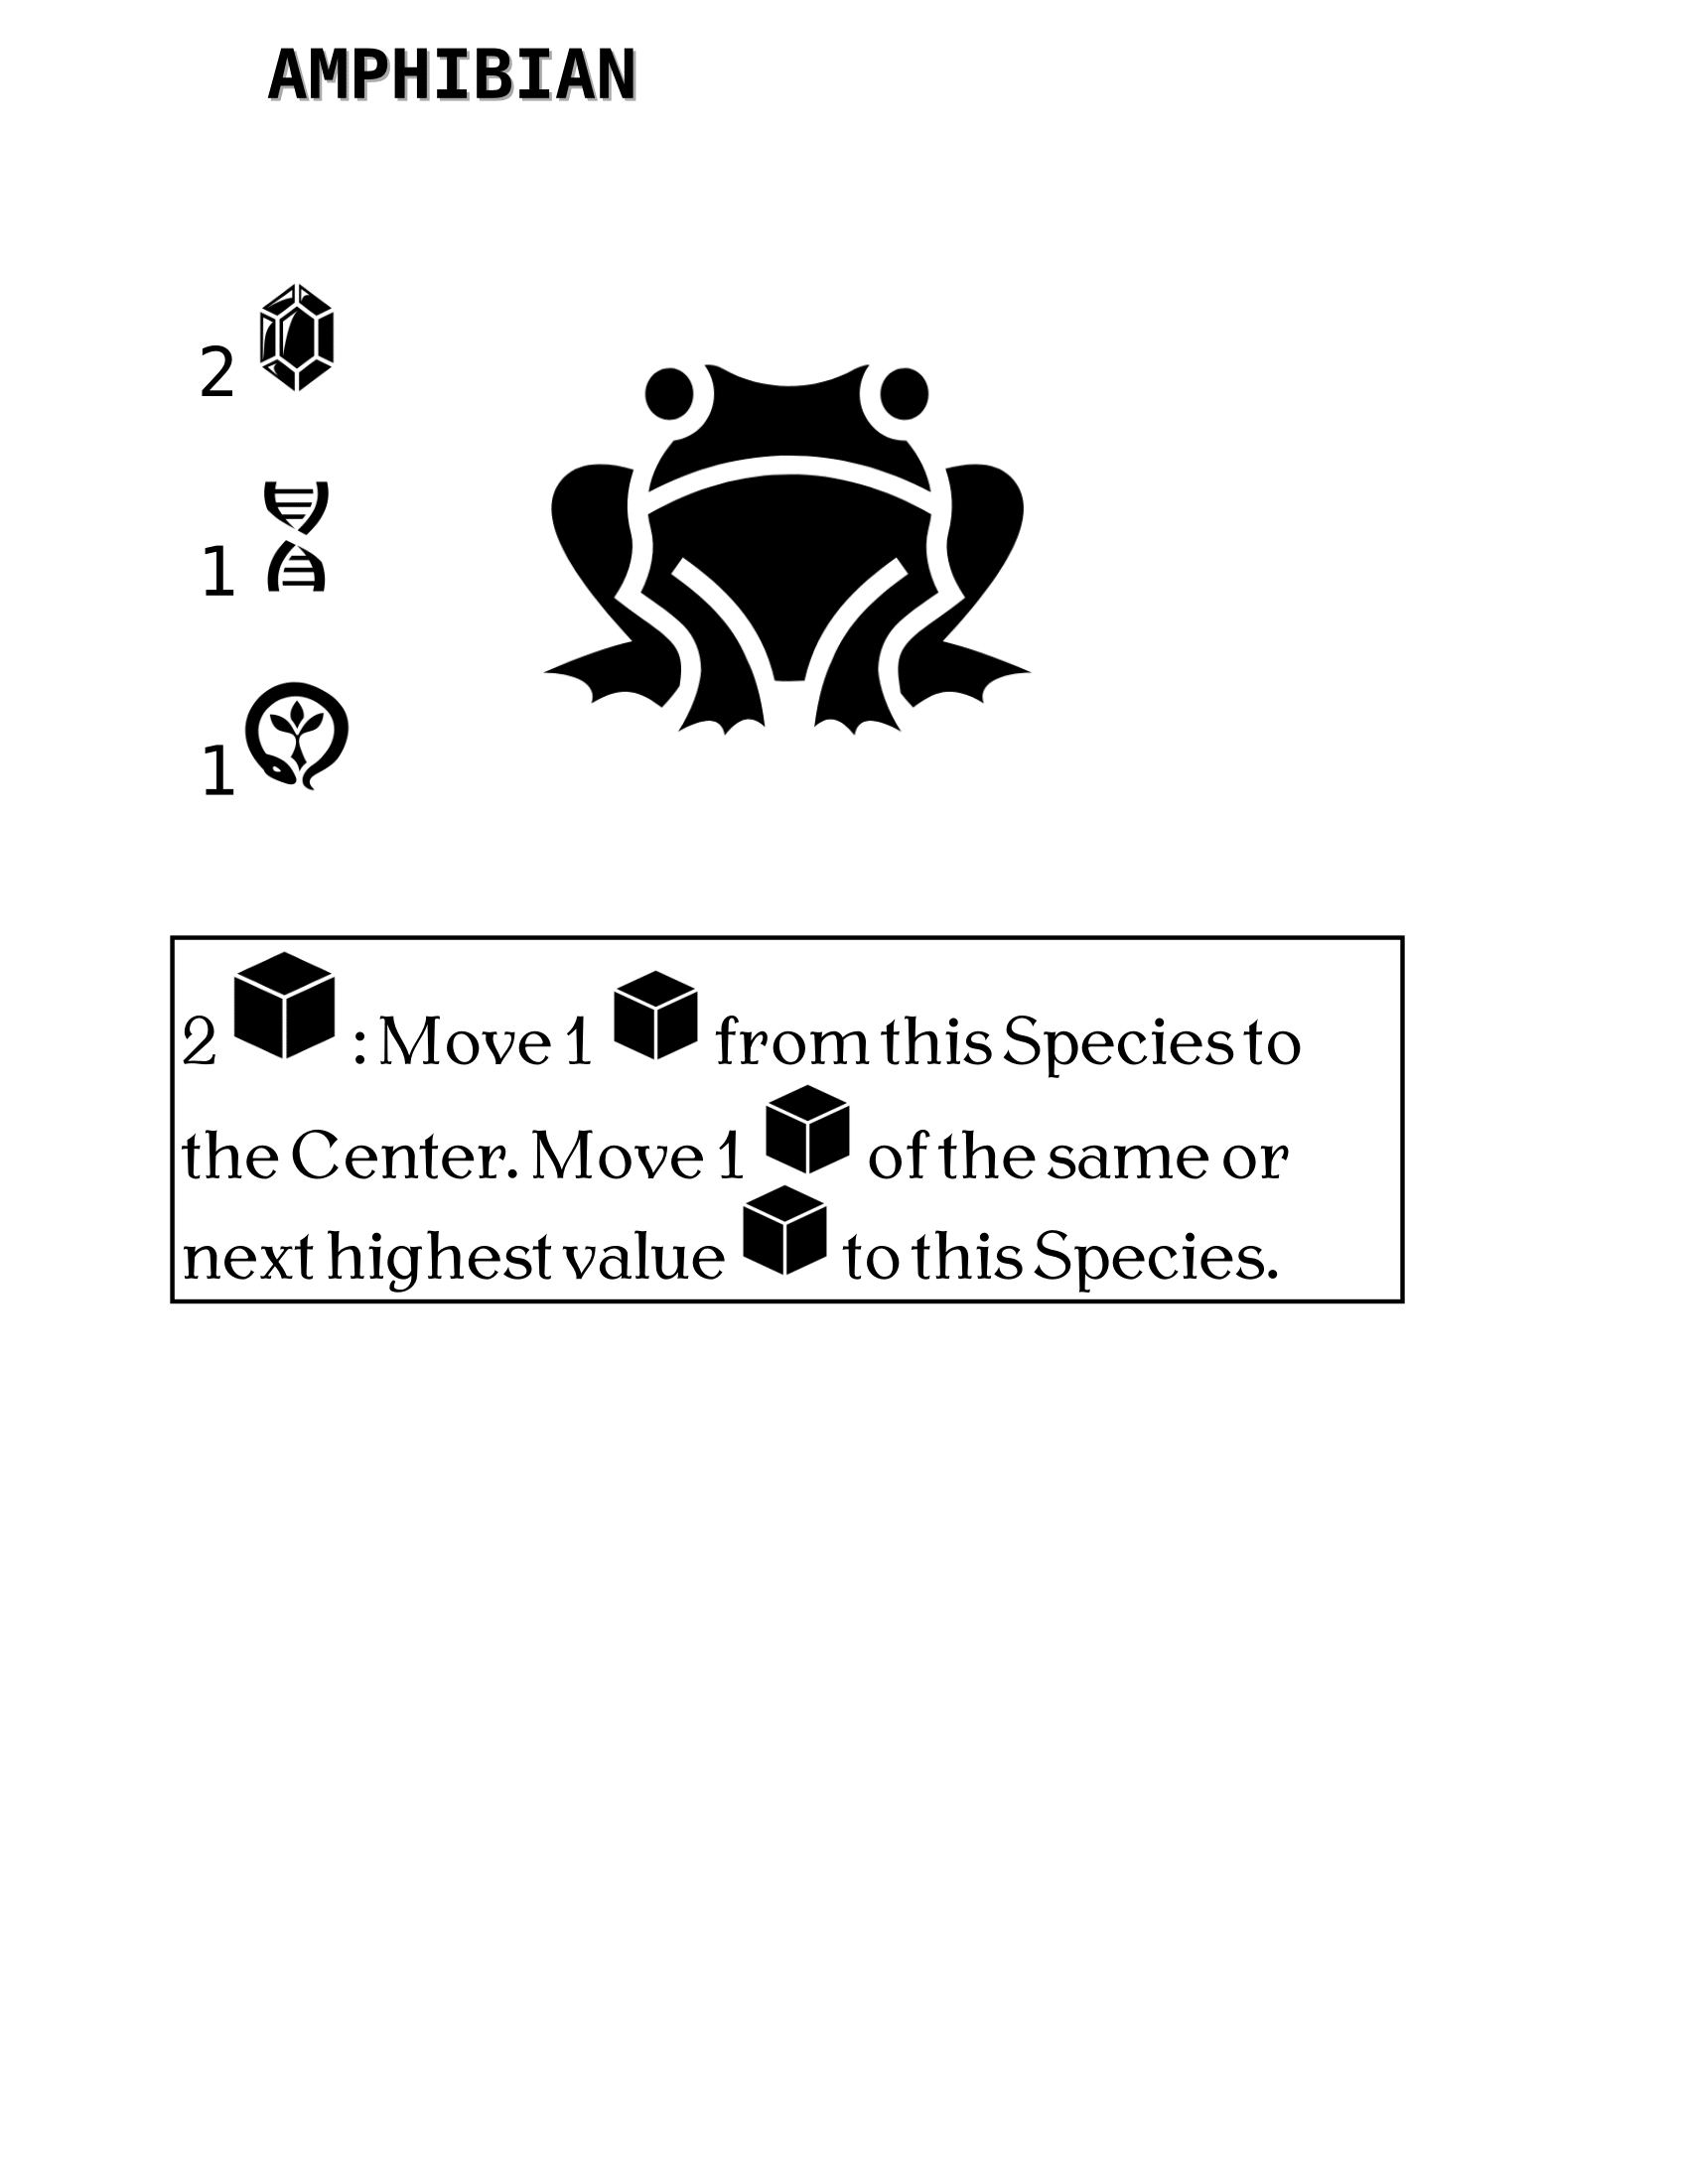 AMPHIBIAN
2
1
1
2 : Move 1 from this Species to
the Center. Move 1 of the same or
next highest value to this Species.